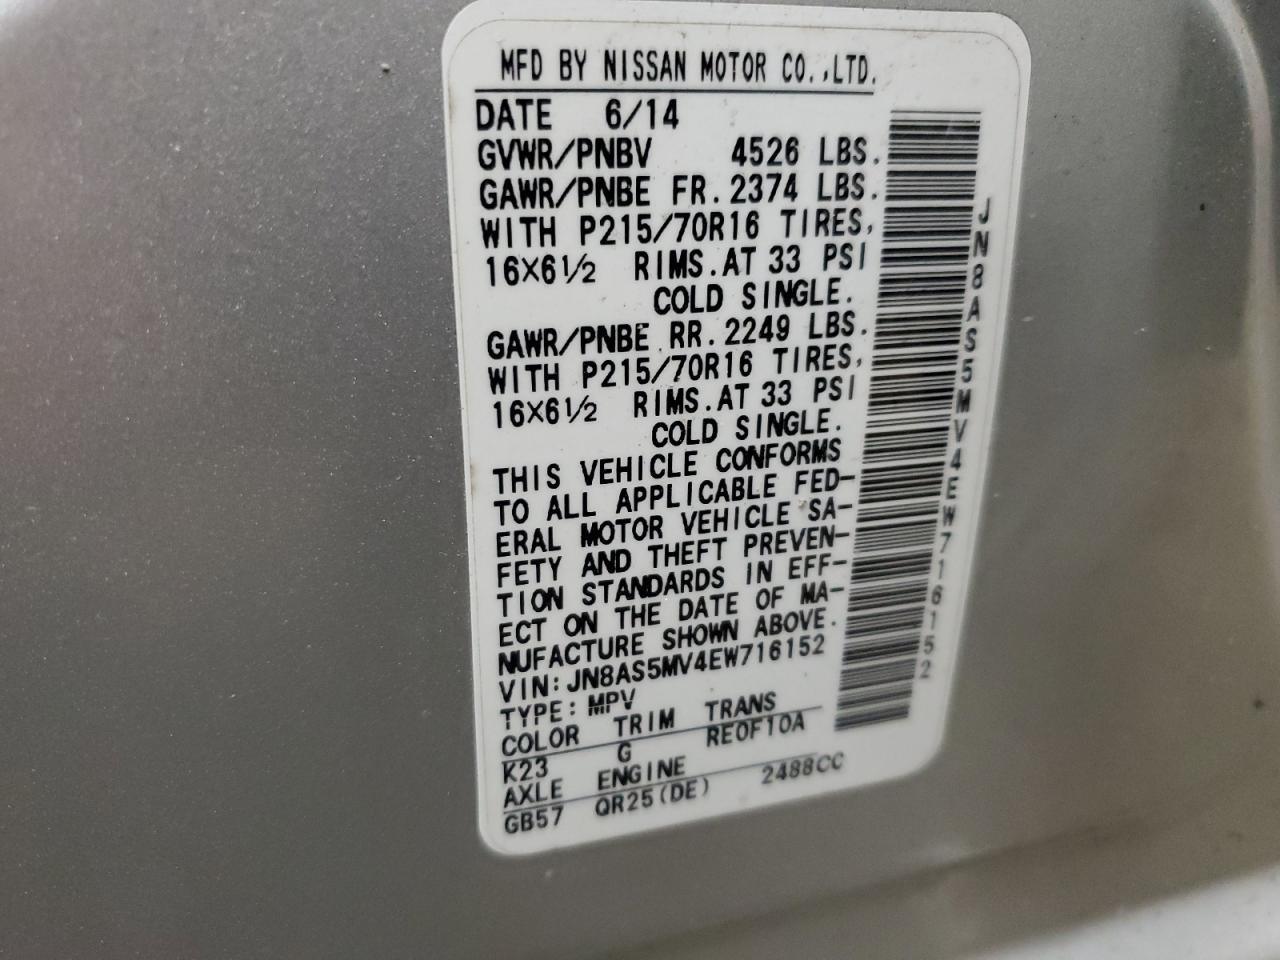 MFD BY NISSAN MOTOR CO.,LTD.
DATE 6/14
GVWR/PNBV 4526 LBS.
GAWR/PNBE FR. 2374 LBS.
WITH P215/70R16 TIRES,
16×6½ RIMS. AT 33 PSI
COLD SINGLE.
GAWR/PNBE RR. 2249 LBS.
WITH P215/70R16 TIRES,
16×6½ RIMS. AT 33 PSI
COLD SINGLE.
THIS VEHICLE CONFORMS
TO ALL APPLICABLE FED-
ERAL MOTOR VEHICLE SA-
FETY AND THEFT PREVEN-
TION STANDARDS IN EFF-
ECT ON THE DATE OF MA-
NUFACTURE SHOWN ABOVE.
VIN: JN8AS5MV4EW716152
TYPE: MPV
COLOR TRIM TRANS
K23 G RE0F10A
AXLE ENGINE
GB57 QR25(DE) 2488CC
JN8AS5MV4EW716152